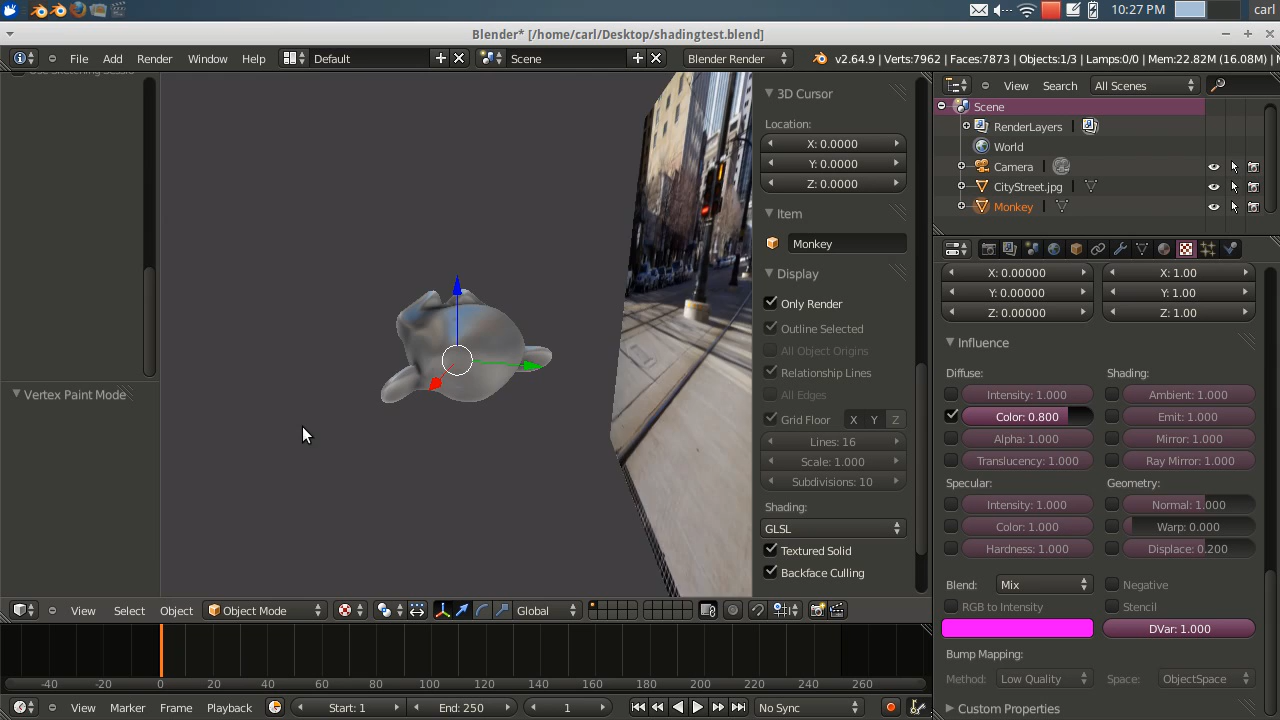 10:27 PM carl
Blender* [/home/carl/Desktop/shadingtest.blend]
File Add Render Window Help Default Scene Blender Render v2.64.9 | Verts:7962 | Faces:7873 | Objects:1/3 | Lamps:0/0 | Mem:22.82M (16.08M) |
Vertex Paint Mode
3D Cursor
Location:
X: 0.0000
Y: 0.0000
Z: 0.0000
Item
Monkey
Display
Only Render
Outline Selected
All Object Origins
Relationship Lines
All Edges
Grid Floor X Y Z
Lines: 16
Scale: 1.000
Subdivisions: 10
Shading:
GLSL
Textured Solid
Backface Culling
View Search All Scenes
Scene
RenderLayers |
World
Camera |
CityStreet.jpg |
Monkey |
X: 0.00000 X: 1.00
Y: 0.00000 Y: 1.00
Z: 0.00000 Z: 1.00
Influence
Diffuse: Shading:
Intensity: 1.000 Ambient: 1.000
Color: 0.800 Emit: 1.000
Alpha: 1.000 Mirror: 1.000
Translucency: 1.000 Ray Mirror: 1.000
Specular: Geometry:
Intensity: 1.000 Normal: 1.000
Color: 1.000 Warp: 0.000
Hardness: 1.000 Displace: 0.200
Blend: Mix Negative
RGB to Intensity Stencil
DVar: 1.000
Bump Mapping:
Method: Low Quality Space: ObjectSpace
Custom Properties
View Select Object Object Mode Global
-40 -20 0 20 40 60 80 100 120 140 160 180 200 220 240 260
View Marker Frame Playback Start: 1 End: 250 1 No Sync